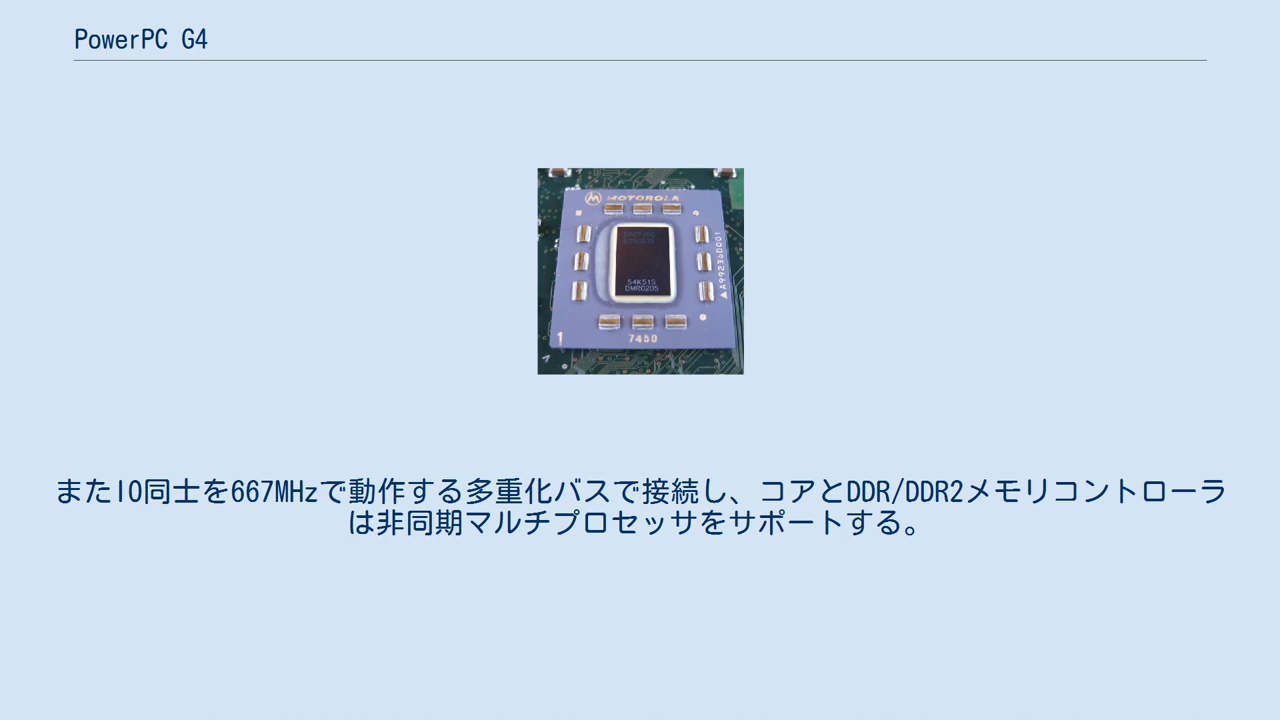 PowerPC G4
MOTOROLA
54K51S
DMR0205
1
7450
またIO同士を667MHzで動作する多重化バスで接続し、コアとDDR/DDR2メモリコントローラ
は非同期マルチプロセッサをサポートする。